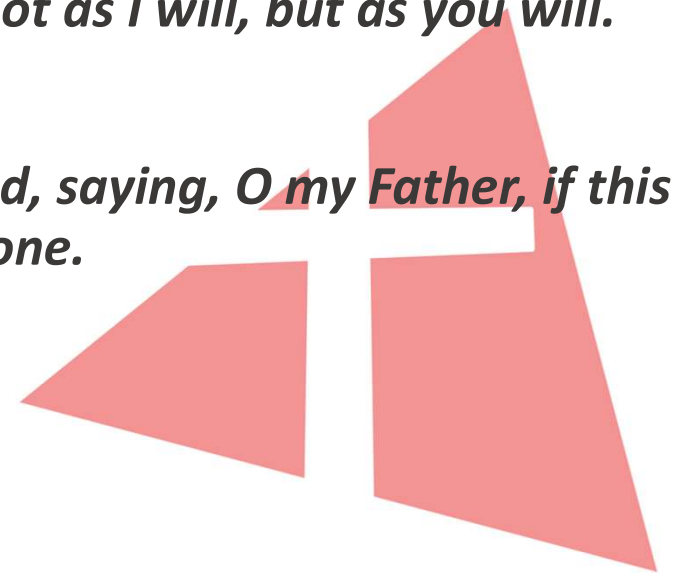 ot as I will, but as you will.
d, saying, O my Father, if this
one.